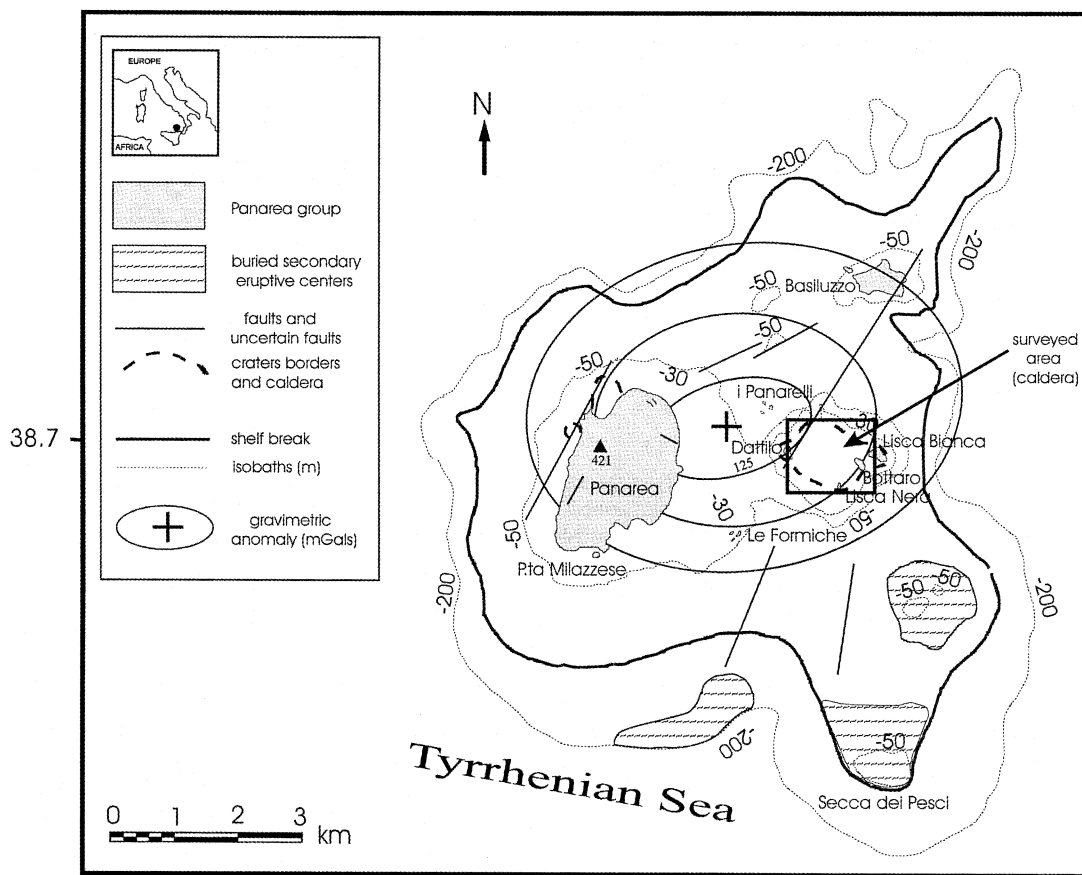 EUROPE
AFRICA
Panarea group
buried secondary
eruptive centers
faults and
uncertain faults
craters borders
and caldera
shelf break
isobaths (m)
gravimetric
anomaly (mGals)
38.7
0 1 2 3
km
N
-200
-50
-200
-50
Basiluzzo
-50
surveyed
area
(caldera)
-50
-30
i Panarelli
30
Dattilo
Lisca Bianca
421
125
Bottaro
Panarea
Lisca Nera
-30
-50
-50
Le Formiche
P.ta Milazzese
-200
-50
-50
-200
-200
-50
Secca dei Pesci
Tyrrhenian Sea